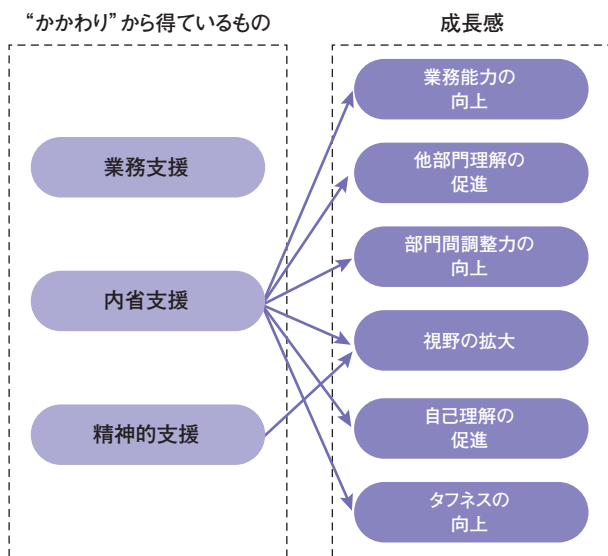 “かかわり”から得ているもの
業務支援
内省支援
精神的支援
成長感
業務能力の
向上
他部門理解の
促進
部門間調整力の
向上
視野の拡大
自己理解の
促進
タフネスの
向上